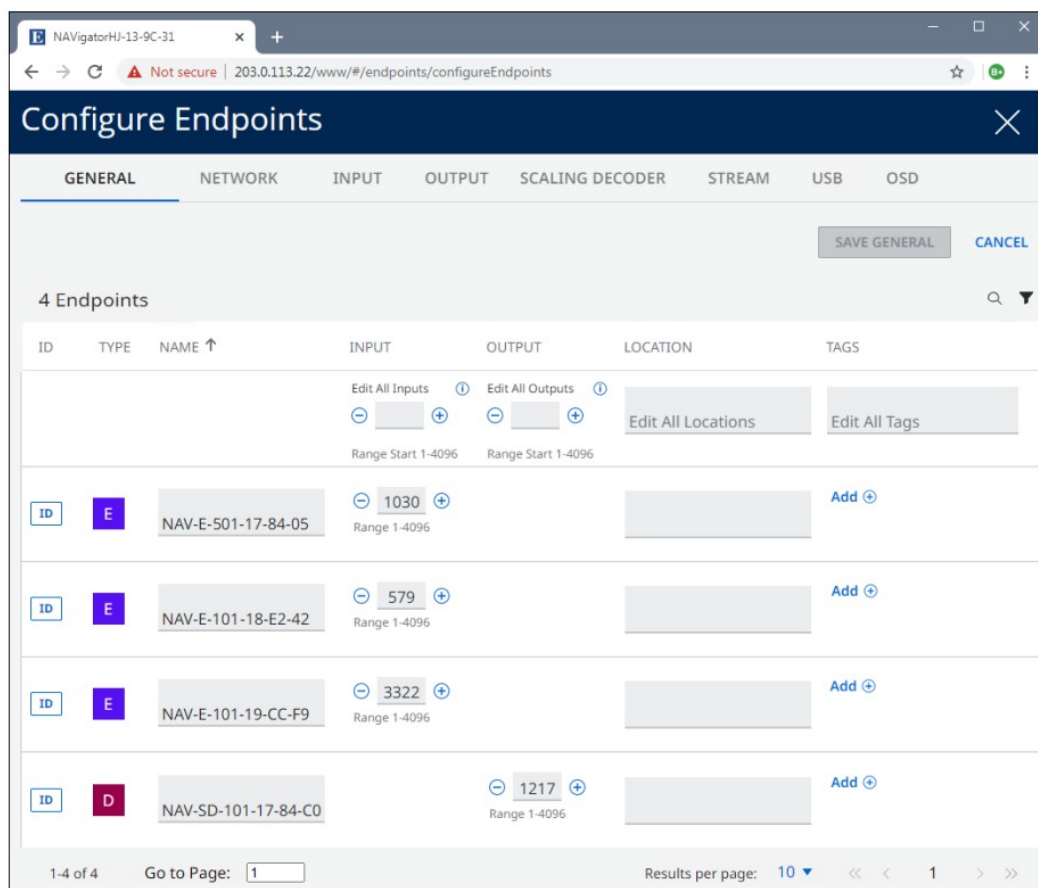 E NAVigatorHJ-13-9C-31 × +
Not secure | 203.0.113.22/www/#/endpoints/configureEndpoints B+
Configure Endpoints
GENERAL NETWORK INPUT OUTPUT SCALING DECODER STREAM USB OSD
SAVE GENERAL CANCEL
4 Endpoints
ID TYPE NAME ↑ INPUT OUTPUT LOCATION TAGS
Edit All Inputs Edit All Outputs
Edit All Locations Edit All Tags
Range Start 1-4096 Range Start 1-4096
ID E NAV-E-501-17-84-05 1030 Add
Range 1-4096
ID E NAV-E-101-18-E2-42 579 Add
Range 1-4096
ID E NAV-E-101-19-CC-F9 3322 Add
Range 1-4096
ID D NAV-SD-101-17-84-C0 1217 Add
Range 1-4096
1-4 of 4 Go to Page: 1 Results per page: 10 1